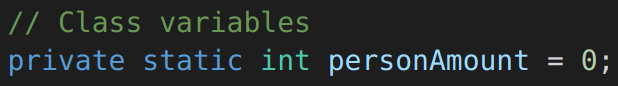 // Class variables
private static int personAmount = 0;